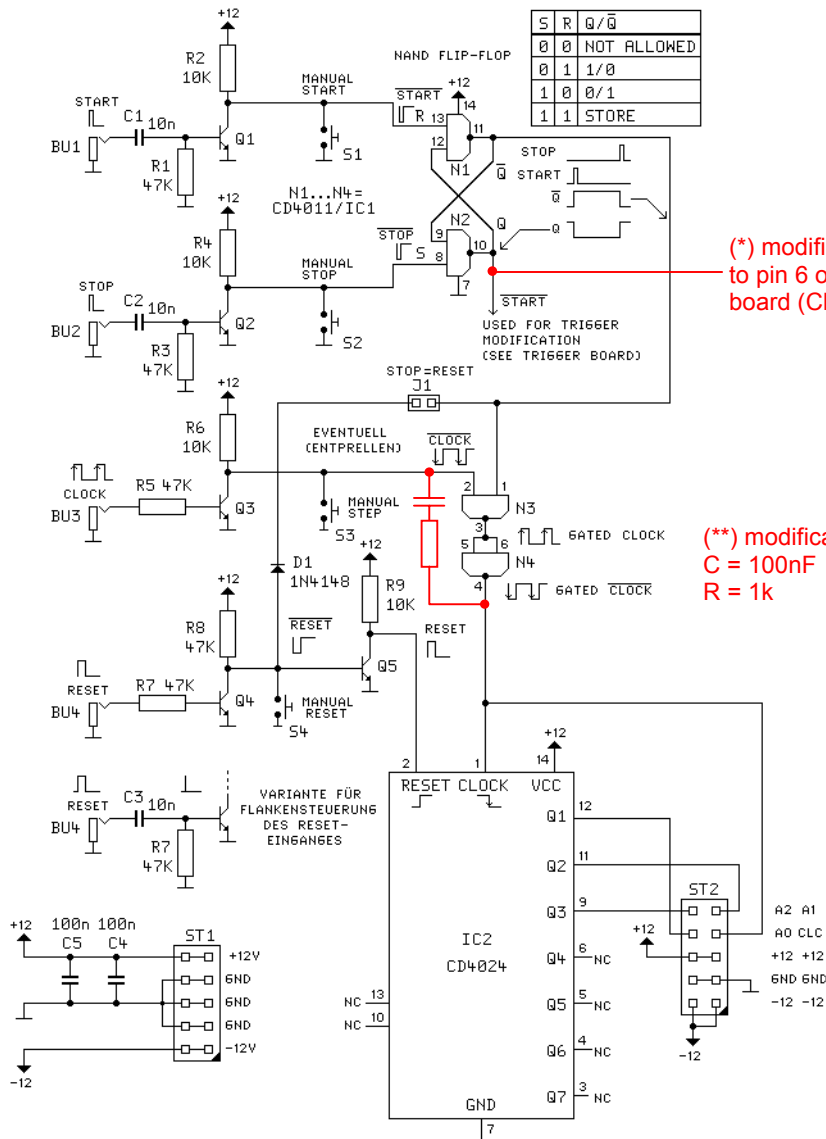 +12
R2
10K
START
C1
10n
BU1
R1
47K
Q1
MANUAL
START
S1
NAND FLIP-FLOP
+12
START
R
14
13
12
11
N1
N1...N4=
CD4011/IC1
S R Q/Q
0 0 NOT ALLOWED
0 1 1/0
1 0 0/1
1 1 STORE
STOP
Q START
Q
Q
Q
+12
R4
10K
STOP
C2
10n
BU2
R3
47K
Q2
MANUAL
STOP
S2
STOP
S
N2
9
8
10
7
START
USED FOR TRIGGER
MODIFICATION
(SEE TRIGGER BOARD)
(*) modifi
to pin 6 o
board (C
STOP=RESET
J1
+12
R6
10K
CLOCK
BU3
R5 47K
Q3
EVENTUELL
(ENTPRELLEN)
MANUAL
STEP
S3
CLOCK
2
1
N3
3
5
6
N4
4
GATED CLOCK
GATED CLOCK
(**) modifica
C = 100nF
R = 1k
D1
1N4148
+12
R9
10K
+12
R8
47K
RESET
RESET
RESET
BU4
R7 47K
Q4
Q5
MANUAL
RESET
S4
RESET
C3
10n
BU4
R7
47K
VARIANTE FÜR
FLANKENSTEUERUNG
DES RESET-
EINGANGES
+12
2
1
14
RESET CLOCK VCC
Q1 12
Q2 11
Q3 9
Q4 6 NC
Q5 5 NC
Q6 4 NC
Q7 3 NC
IC2
CD4024
NC 13
NC 10
GND
7
ST2
+12
A2 A1
A0 CLC
+12 +12
GND GND
-12 -12
-12
+12
100n 100n
C5 C4
ST1
+12V
GND
GND
GND
-12V
-12